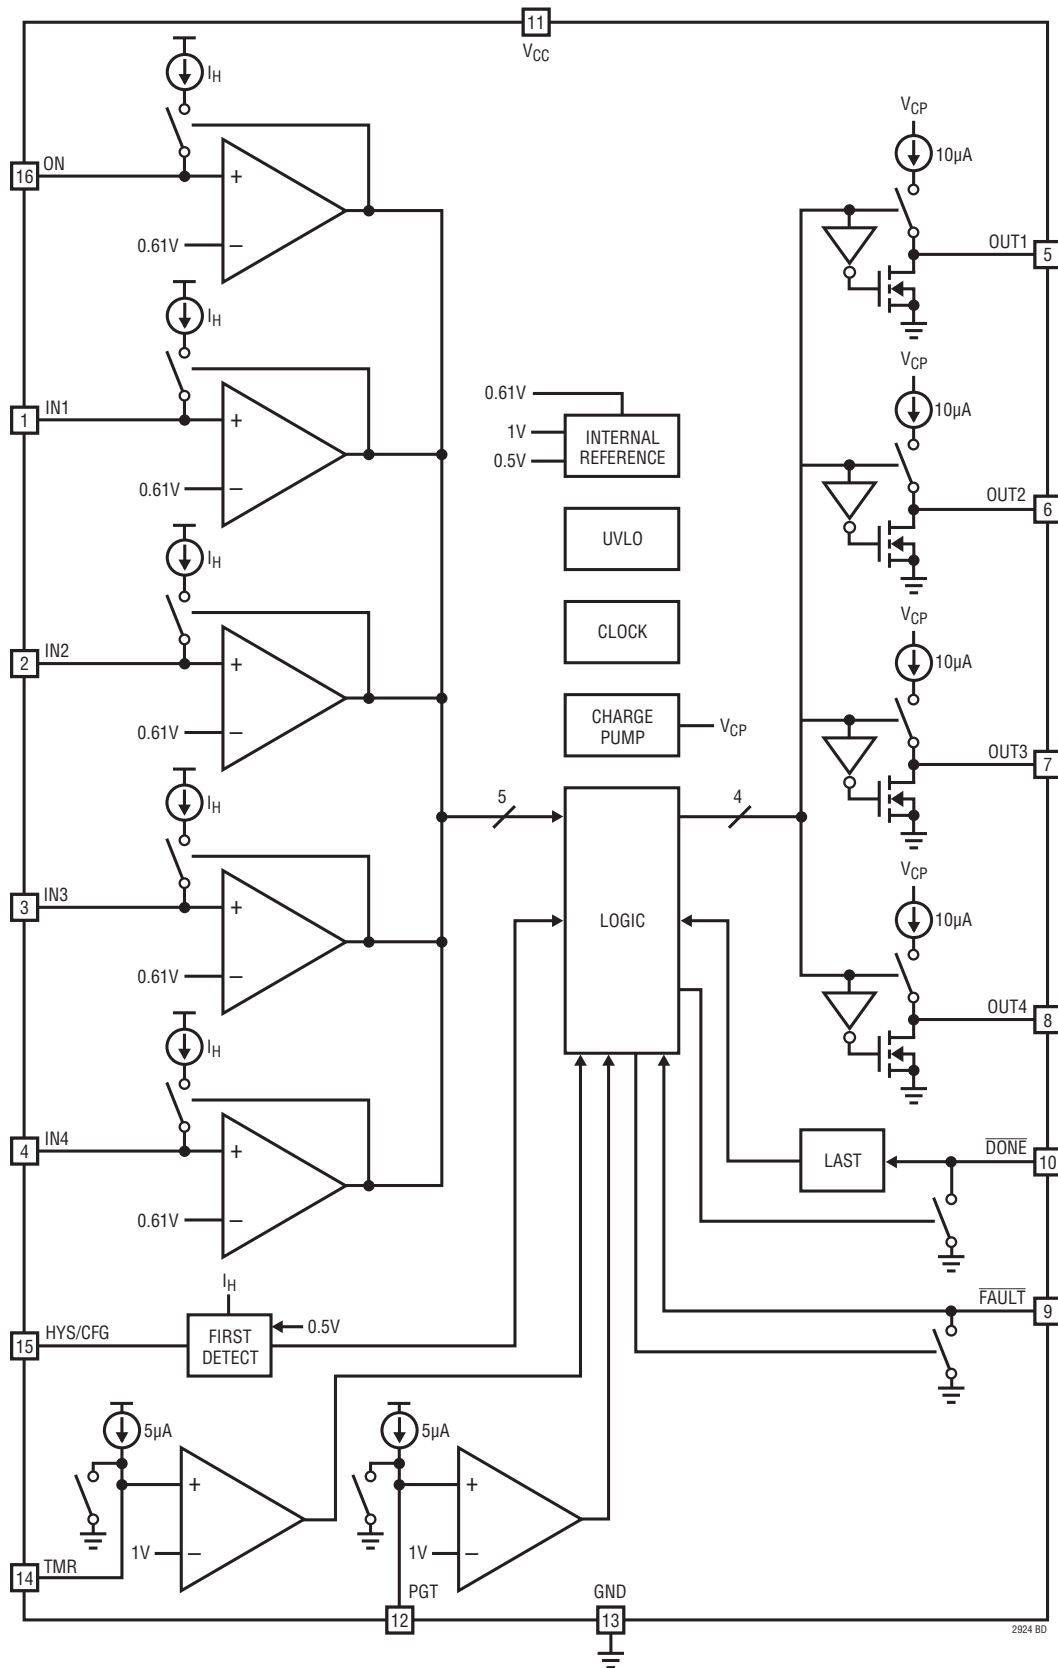 11
VCC
IH
VCP
10µA
16 ON
+
0.61V
–
OUT1
5
IH
VCP
10µA
1 IN1
+
0.61V
–
0.61V
1V
0.5V
INTERNAL
REFERENCE
OUT2
6
IH
UVLO
CLOCK
VCP
10µA
2 IN2
+
0.61V
–
CHARGE
PUMP
VCP
OUT3
7
IH
5
4
VCP
10µA
3 IN3
+
0.61V
–
LOGIC
OUT4
8
IH
4 IN4
+
0.61V
–
LAST
DONE
10
IH
FAULT
9
15 HYS/CFG
FIRST
DETECT
0.5V
5µA
+
1V
–
14 TMR
5µA
+
1V
–
PGT
12
GND
13
2924 BD